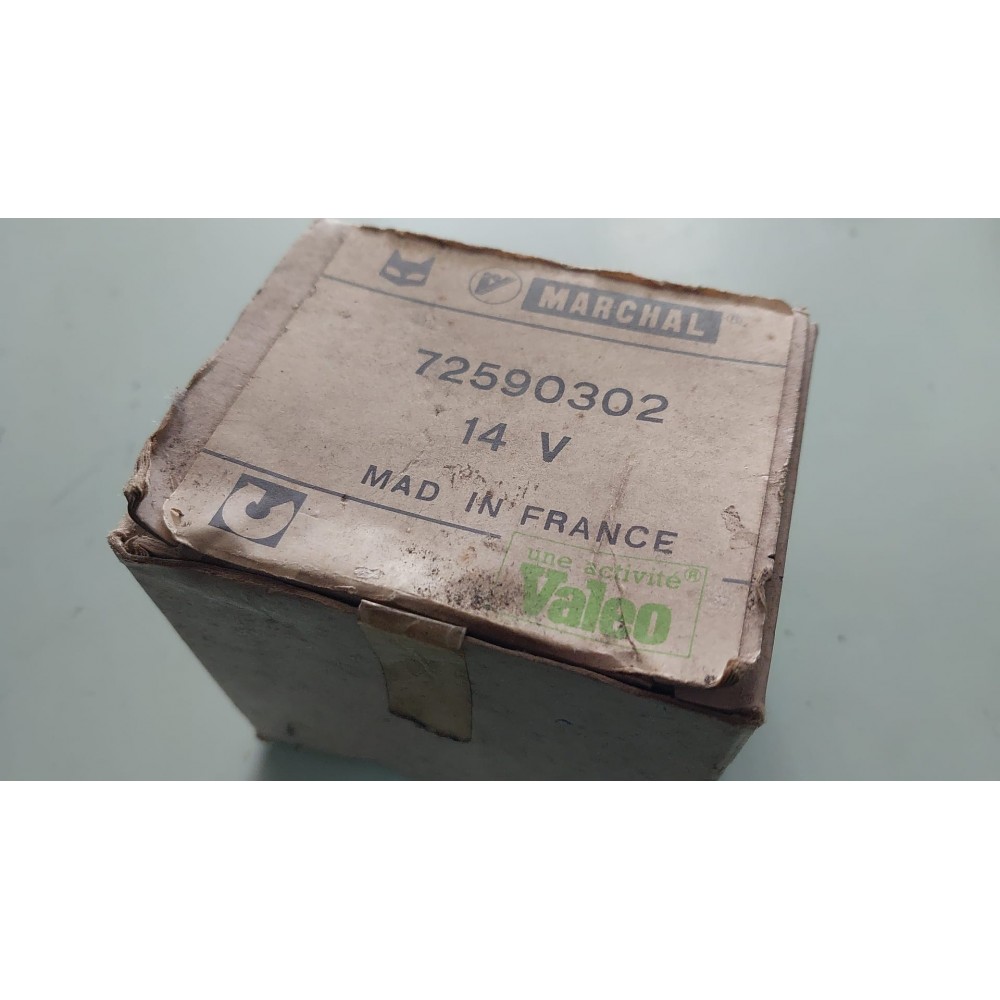 MARCHAL
72590302
14 V
MAD IN FRANCE
une activité®
Valeo